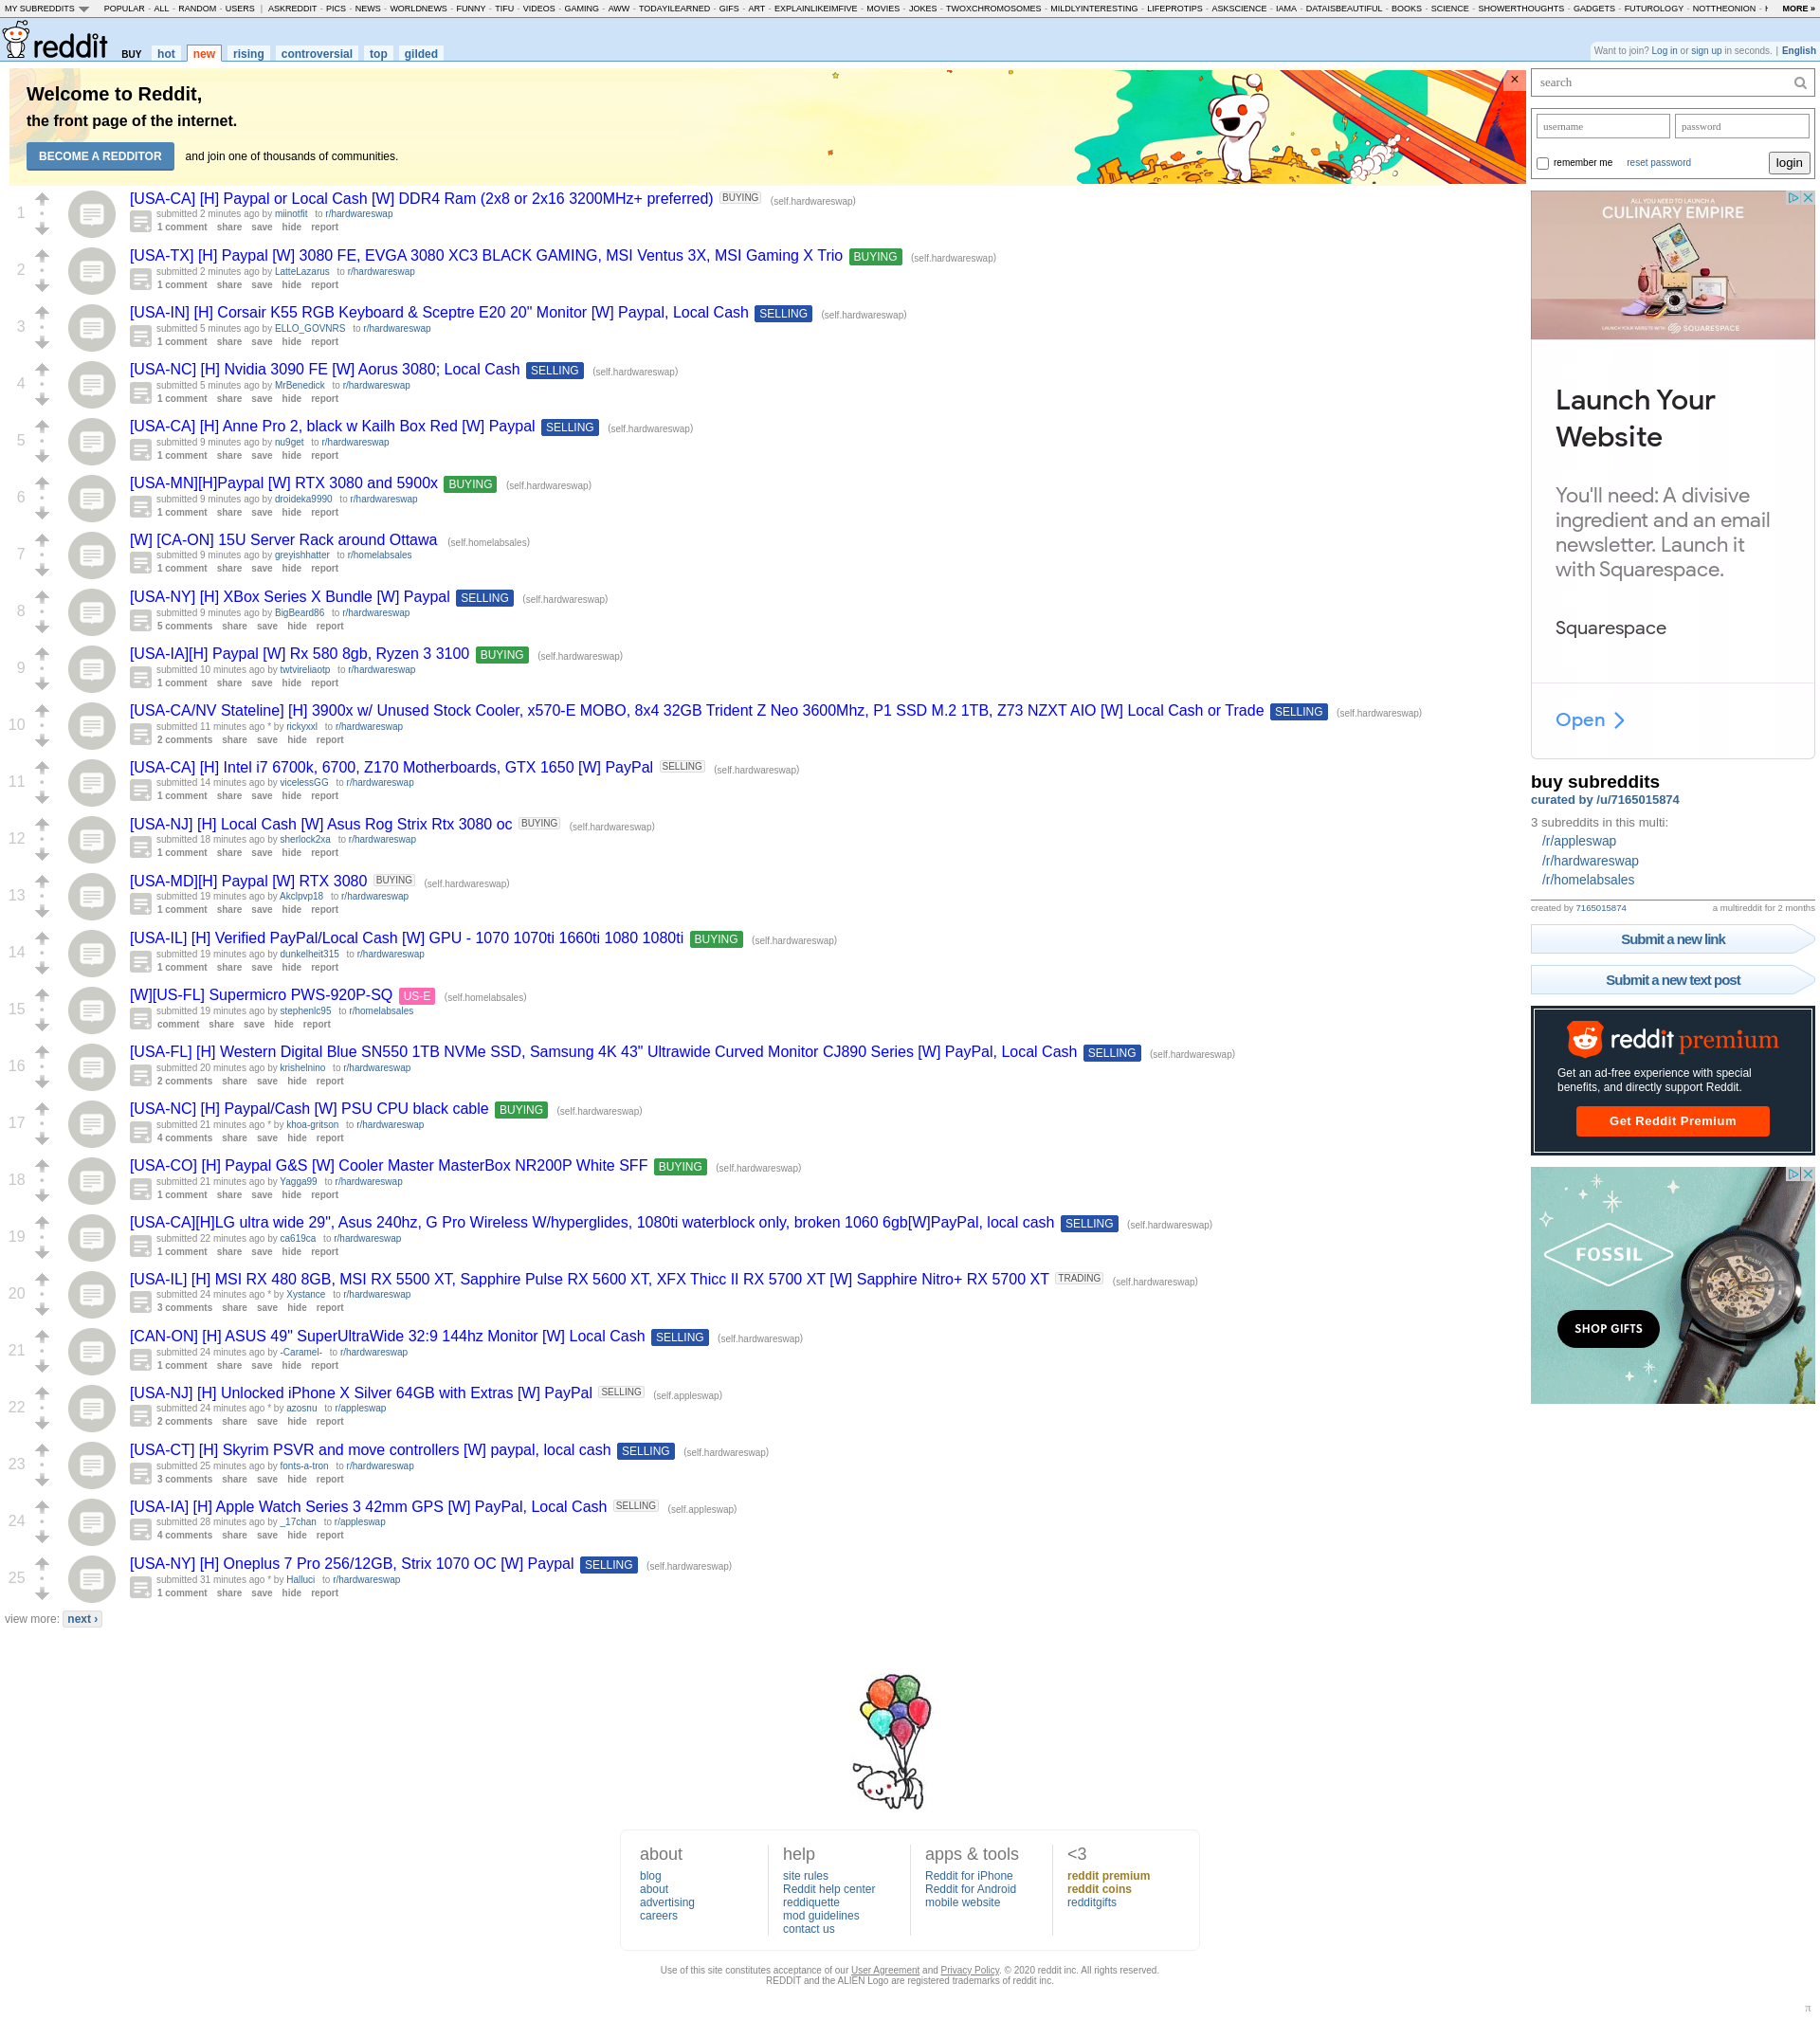 MY SUBREDDITS POPULAR - ALL - RANDOM - USERS | ASKREDDIT - PICS - NEWS - WORLDNEWS - FUNNY - TIFU - VIDEOS - GAMING - AWW - TODAYILEARNED - GIFS - ART - EXPLAINLIKEIMFIVE - MOVIES - JOKES - TWOXCHROMOSOMES - MILDLYINTERESTING - LIFEPROTIPS - ASKSCIENCE - IAMA - DATAISBEAUTIFUL - BOOKS - SCIENCE - SHOWERTHOUGHTS - GADGETS - FUTUROLOGY - NOTTHEONION - MORE »
reddit BUY hot new rising controversial top gilded
Want to join? Log in or sign up in seconds. | English
Welcome to Reddit,
the front page of the internet.
BECOME A REDDITOR and join one of thousands of communities.
1
[USA-CA] [H] Paypal or Local Cash [W] DDR4 Ram (2x8 or 2x16 3200MHz+ preferred) BUYING (self.hardwareswap)
submitted 2 minutes ago by miinotfit to r/hardwareswap
1 comment share save hide report
2
[USA-TX] [H] Paypal [W] 3080 FE, EVGA 3080 XC3 BLACK GAMING, MSI Ventus 3X, MSI Gaming X Trio BUYING (self.hardwareswap)
submitted 2 minutes ago by LatteLazarus to r/hardwareswap
1 comment share save hide report
3
[USA-IN] [H] Corsair K55 RGB Keyboard & Sceptre E20 20" Monitor [W] Paypal, Local Cash SELLING (self.hardwareswap)
submitted 5 minutes ago by ELLO_GOVNRS to r/hardwareswap
1 comment share save hide report
4
[USA-NC] [H] Nvidia 3090 FE [W] Aorus 3080; Local Cash SELLING (self.hardwareswap)
submitted 5 minutes ago by MrBenedick to r/hardwareswap
1 comment share save hide report
5
[USA-CA] [H] Anne Pro 2, black w Kailh Box Red [W] Paypal SELLING (self.hardwareswap)
submitted 9 minutes ago by nu9get to r/hardwareswap
1 comment share save hide report
6
[USA-MN][H]Paypal [W] RTX 3080 and 5900x BUYING (self.hardwareswap)
submitted 9 minutes ago by droideka9990 to r/hardwareswap
1 comment share save hide report
7
[W] [CA-ON] 15U Server Rack around Ottawa (self.homelabsales)
submitted 9 minutes ago by greyishhatter to r/homelabsales
1 comment share save hide report
8
[USA-NY] [H] XBox Series X Bundle [W] Paypal SELLING (self.hardwareswap)
submitted 9 minutes ago by BigBeard86 to r/hardwareswap
5 comments share save hide report
9
[USA-IA][H] Paypal [W] Rx 580 8gb, Ryzen 3 3100 BUYING (self.hardwareswap)
submitted 10 minutes ago by twtvireliaotp to r/hardwareswap
1 comment share save hide report
10
[USA-CA/NV Stateline] [H] 3900x w/ Unused Stock Cooler, x570-E MOBO, 8x4 32GB Trident Z Neo 3600Mhz, P1 SSD M.2 1TB, Z73 NZXT AIO [W] Local Cash or Trade SELLING (self.hardwareswap)
submitted 11 minutes ago * by rickyxxl to r/hardwareswap
2 comments share save hide report
11
[USA-CA] [H] Intel i7 6700k, 6700, Z170 Motherboards, GTX 1650 [W] PayPal SELLING (self.hardwareswap)
submitted 14 minutes ago by vicelessGG to r/hardwareswap
1 comment share save hide report
12
[USA-NJ] [H] Local Cash [W] Asus Rog Strix Rtx 3080 oc BUYING (self.hardwareswap)
submitted 18 minutes ago by sherlock2xa to r/hardwareswap
1 comment share save hide report
13
[USA-MD][H] Paypal [W] RTX 3080 BUYING (self.hardwareswap)
submitted 19 minutes ago by Akclpvp18 to r/hardwareswap
1 comment share save hide report
14
[USA-IL] [H] Verified PayPal/Local Cash [W] GPU - 1070 1070ti 1660ti 1080 1080ti BUYING (self.hardwareswap)
submitted 19 minutes ago by dunkelheit315 to r/hardwareswap
1 comment share save hide report
15
[W][US-FL] Supermicro PWS-920P-SQ US-E (self.homelabsales)
submitted 19 minutes ago by stephenlc95 to r/homelabsales
comment share save hide report
16
[USA-FL] [H] Western Digital Blue SN550 1TB NVMe SSD, Samsung 4K 43" Ultrawide Curved Monitor CJ890 Series [W] PayPal, Local Cash SELLING (self.hardwareswap)
submitted 20 minutes ago by krishelnino to r/hardwareswap
2 comments share save hide report
17
[USA-NC] [H] Paypal/Cash [W] PSU CPU black cable BUYING (self.hardwareswap)
submitted 21 minutes ago * by khoa-gritson to r/hardwareswap
4 comments share save hide report
18
[USA-CO] [H] Paypal G&S [W] Cooler Master MasterBox NR200P White SFF BUYING (self.hardwareswap)
submitted 21 minutes ago by Yagga99 to r/hardwareswap
1 comment share save hide report
19
[USA-CA][H]LG ultra wide 29", Asus 240hz, G Pro Wireless W/hyperglides, 1080ti waterblock only, broken 1060 6gb[W]PayPal, local cash SELLING (self.hardwareswap)
submitted 22 minutes ago by ca619ca to r/hardwareswap
1 comment share save hide report
20
[USA-IL] [H] MSI RX 480 8GB, MSI RX 5500 XT, Sapphire Pulse RX 5600 XT, XFX Thicc II RX 5700 XT [W] Sapphire Nitro+ RX 5700 XT TRADING (self.hardwareswap)
submitted 24 minutes ago * by Xystance to r/hardwareswap
3 comments share save hide report
21
[CAN-ON] [H] ASUS 49" SuperUltraWide 32:9 144hz Monitor [W] Local Cash SELLING (self.hardwareswap)
submitted 24 minutes ago by -Caramel- to r/hardwareswap
1 comment share save hide report
22
[USA-NJ] [H] Unlocked iPhone X Silver 64GB with Extras [W] PayPal SELLING (self.appleswap)
submitted 24 minutes ago * by azosnu to r/appleswap
2 comments share save hide report
23
[USA-CT] [H] Skyrim PSVR and move controllers [W] paypal, local cash SELLING (self.hardwareswap)
submitted 25 minutes ago by fonts-a-tron to r/hardwareswap
3 comments share save hide report
24
[USA-IA] [H] Apple Watch Series 3 42mm GPS [W] PayPal, Local Cash SELLING (self.appleswap)
submitted 28 minutes ago by _17chan to r/appleswap
4 comments share save hide report
25
[USA-NY] [H] Oneplus 7 Pro 256/12GB, Strix 1070 OC [W] Paypal SELLING (self.hardwareswap)
submitted 31 minutes ago * by Halluci to r/hardwareswap
1 comment share save hide report
view more: next ›
search
username password
remember me reset password login
ALL YOU NEED TO LAUNCH A
CULINARY EMPIRE
LAUNCH YOUR WEBSITE WITH SQUARESPACE
Launch Your
Website
You'll need: A divisive
ingredient and an email
newsletter. Launch it
with Squarespace.
Squarespace
Open
buy subreddits
curated by /u/7165015874
3 subreddits in this multi:
/r/appleswap
/r/hardwareswap
/r/homelabsales
created by 7165015874 a multireddit for 2 months
Submit a new link
Submit a new text post
reddit premium
Get an ad-free experience with special
benefits, and directly support Reddit.
Get Reddit Premium
FOSSIL
SHOP GIFTS
about
blog
about
advertising
careers
help
site rules
Reddit help center
reddiquette
mod guidelines
contact us
apps & tools
Reddit for iPhone
Reddit for Android
mobile website
<3
reddit premium
reddit coins
redditgifts
Use of this site constitutes acceptance of our User Agreement and Privacy Policy. © 2020 reddit inc. All rights reserved.
REDDIT and the ALIEN Logo are registered trademarks of reddit inc.
π